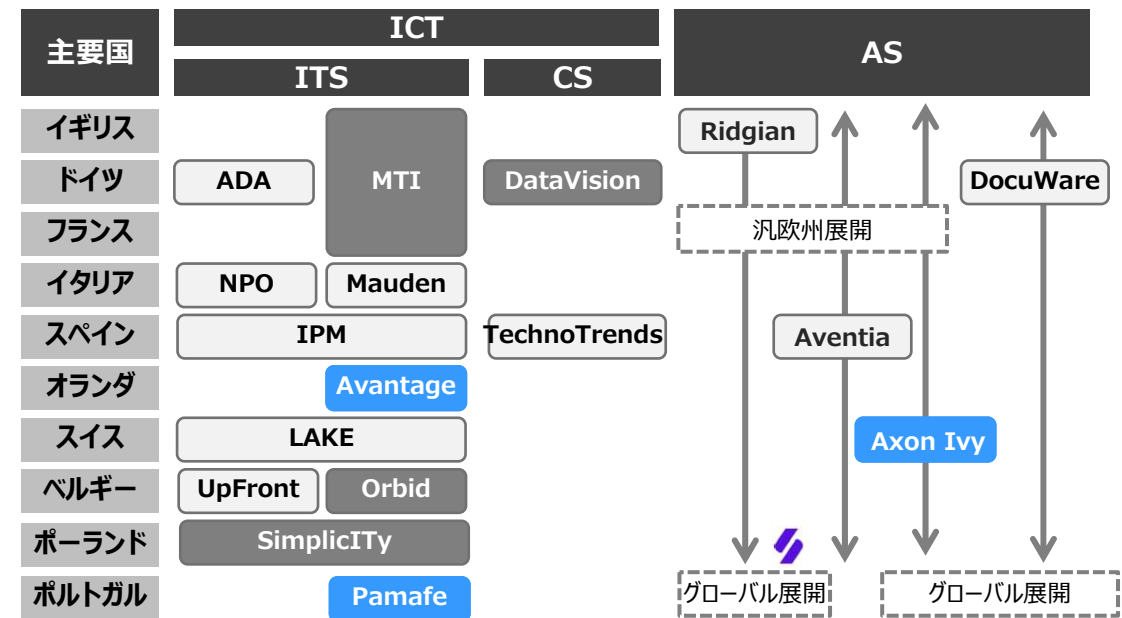 主要国
ICT
AS
ITS
CS
イギリス
Ridgian
ドイツ
ADA
MTI
DataVision
DocuWare
フランス
汎欧州展開
イタリア
NPO
Mauden
スペイン
IPM
TechnoTrends
Aventia
オランダ
Avantage
スイス
LAKE
Axon Ivy
ベルギー
UpFront
Orbid
ポーランド
SimplicITy
ポルトガル
Pamafe
グローバル展開
グローバル展開